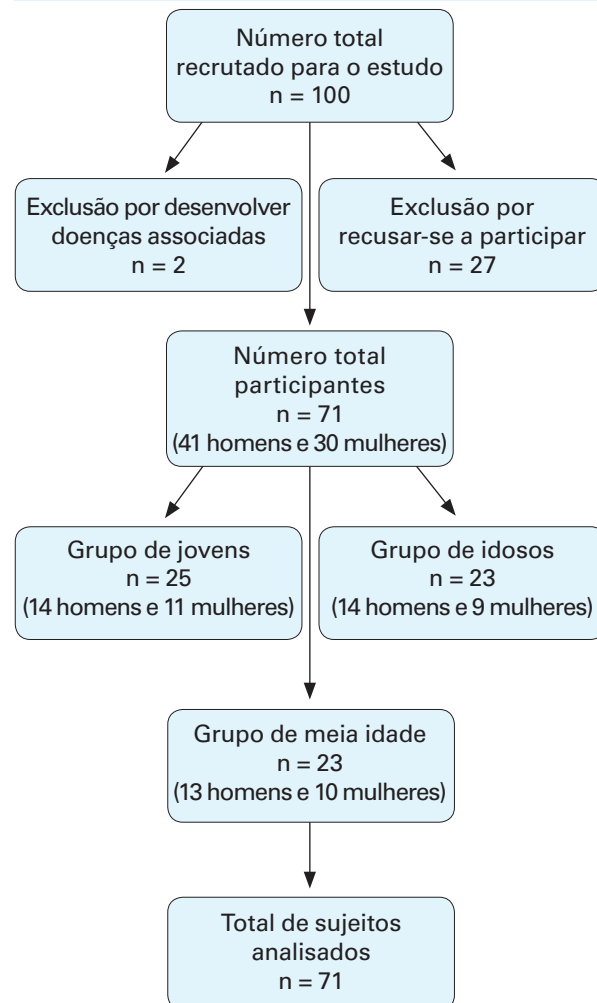 Número total
recrutado para o estudo
n = 100
Exclusão por desenvolver
doenças associadas
n = 2
Exclusão por
recusar-se a participar
n = 27
Número total
participantes
n = 71
(41 homens e 30 mulheres)
Grupo de jovens
n = 25
(14 homens e 11 mulheres)
Grupo de idosos
n = 23
(14 homens e 9 mulheres)
Grupo de meia idade
n = 23
(13 homens e 10 mulheres)
Total de sujeitos
analisados
n = 71